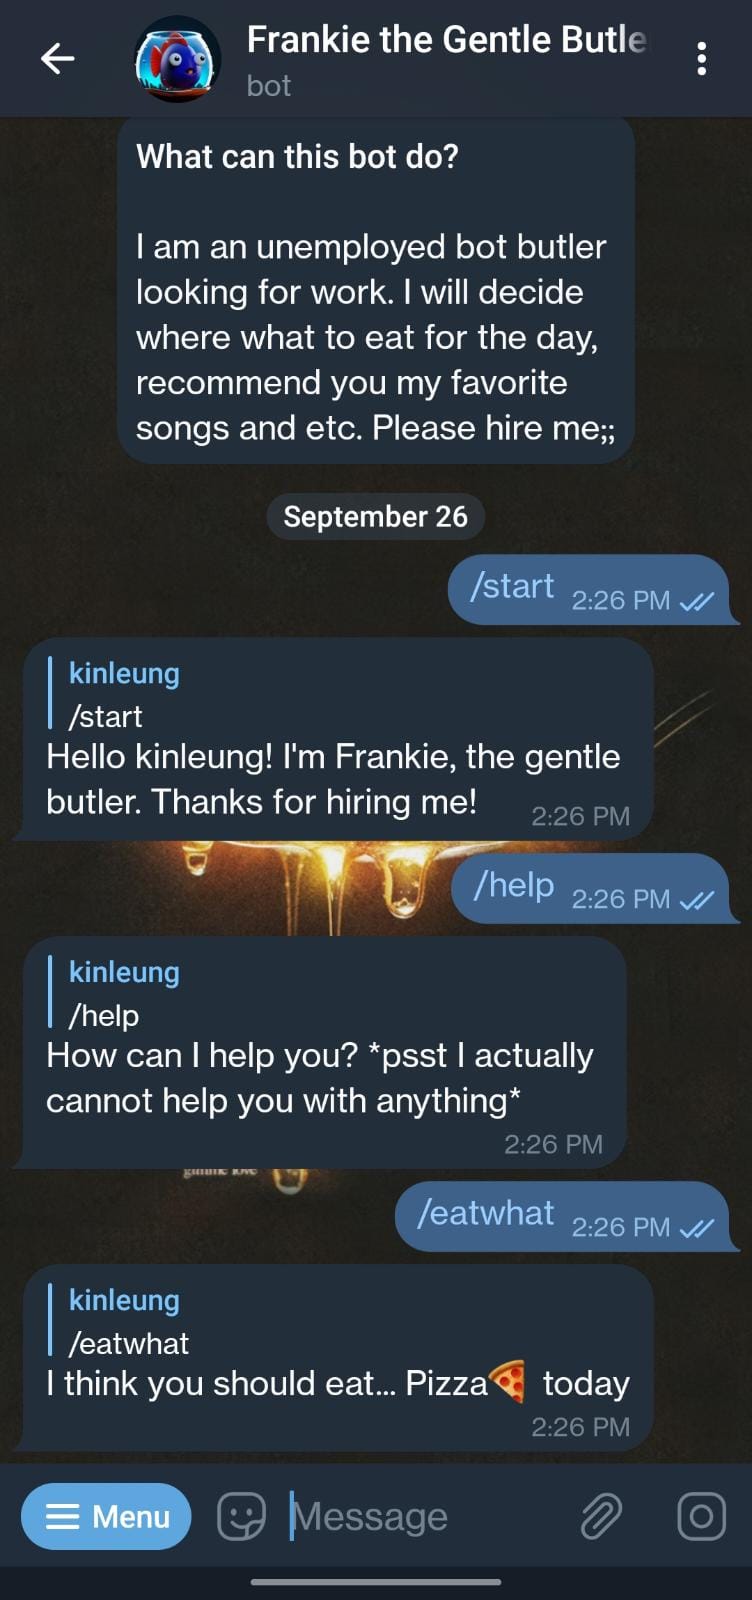 Frankie the Gentle Butle
bot
What can this bot do?
I am an unemployed bot butler
looking for work. I will decide
where what to eat for the day,
recommend you my favorite
songs and etc. Please hire me;;
September 26
/start 2:26 PM
kinleung
/start
Hello kinleung! I'm Frankie, the gentle
butler. Thanks for hiring me!
2:26 PM
/help 2:26 PM
kinleung
/help
How can I help you? *psst I actually
cannot help you with anything*
2:26 PM
gimme love
/eatwhat 2:26 PM
kinleung
/eatwhat
I think you should eat... Pizza🍕 today
2:26 PM
Menu
Message